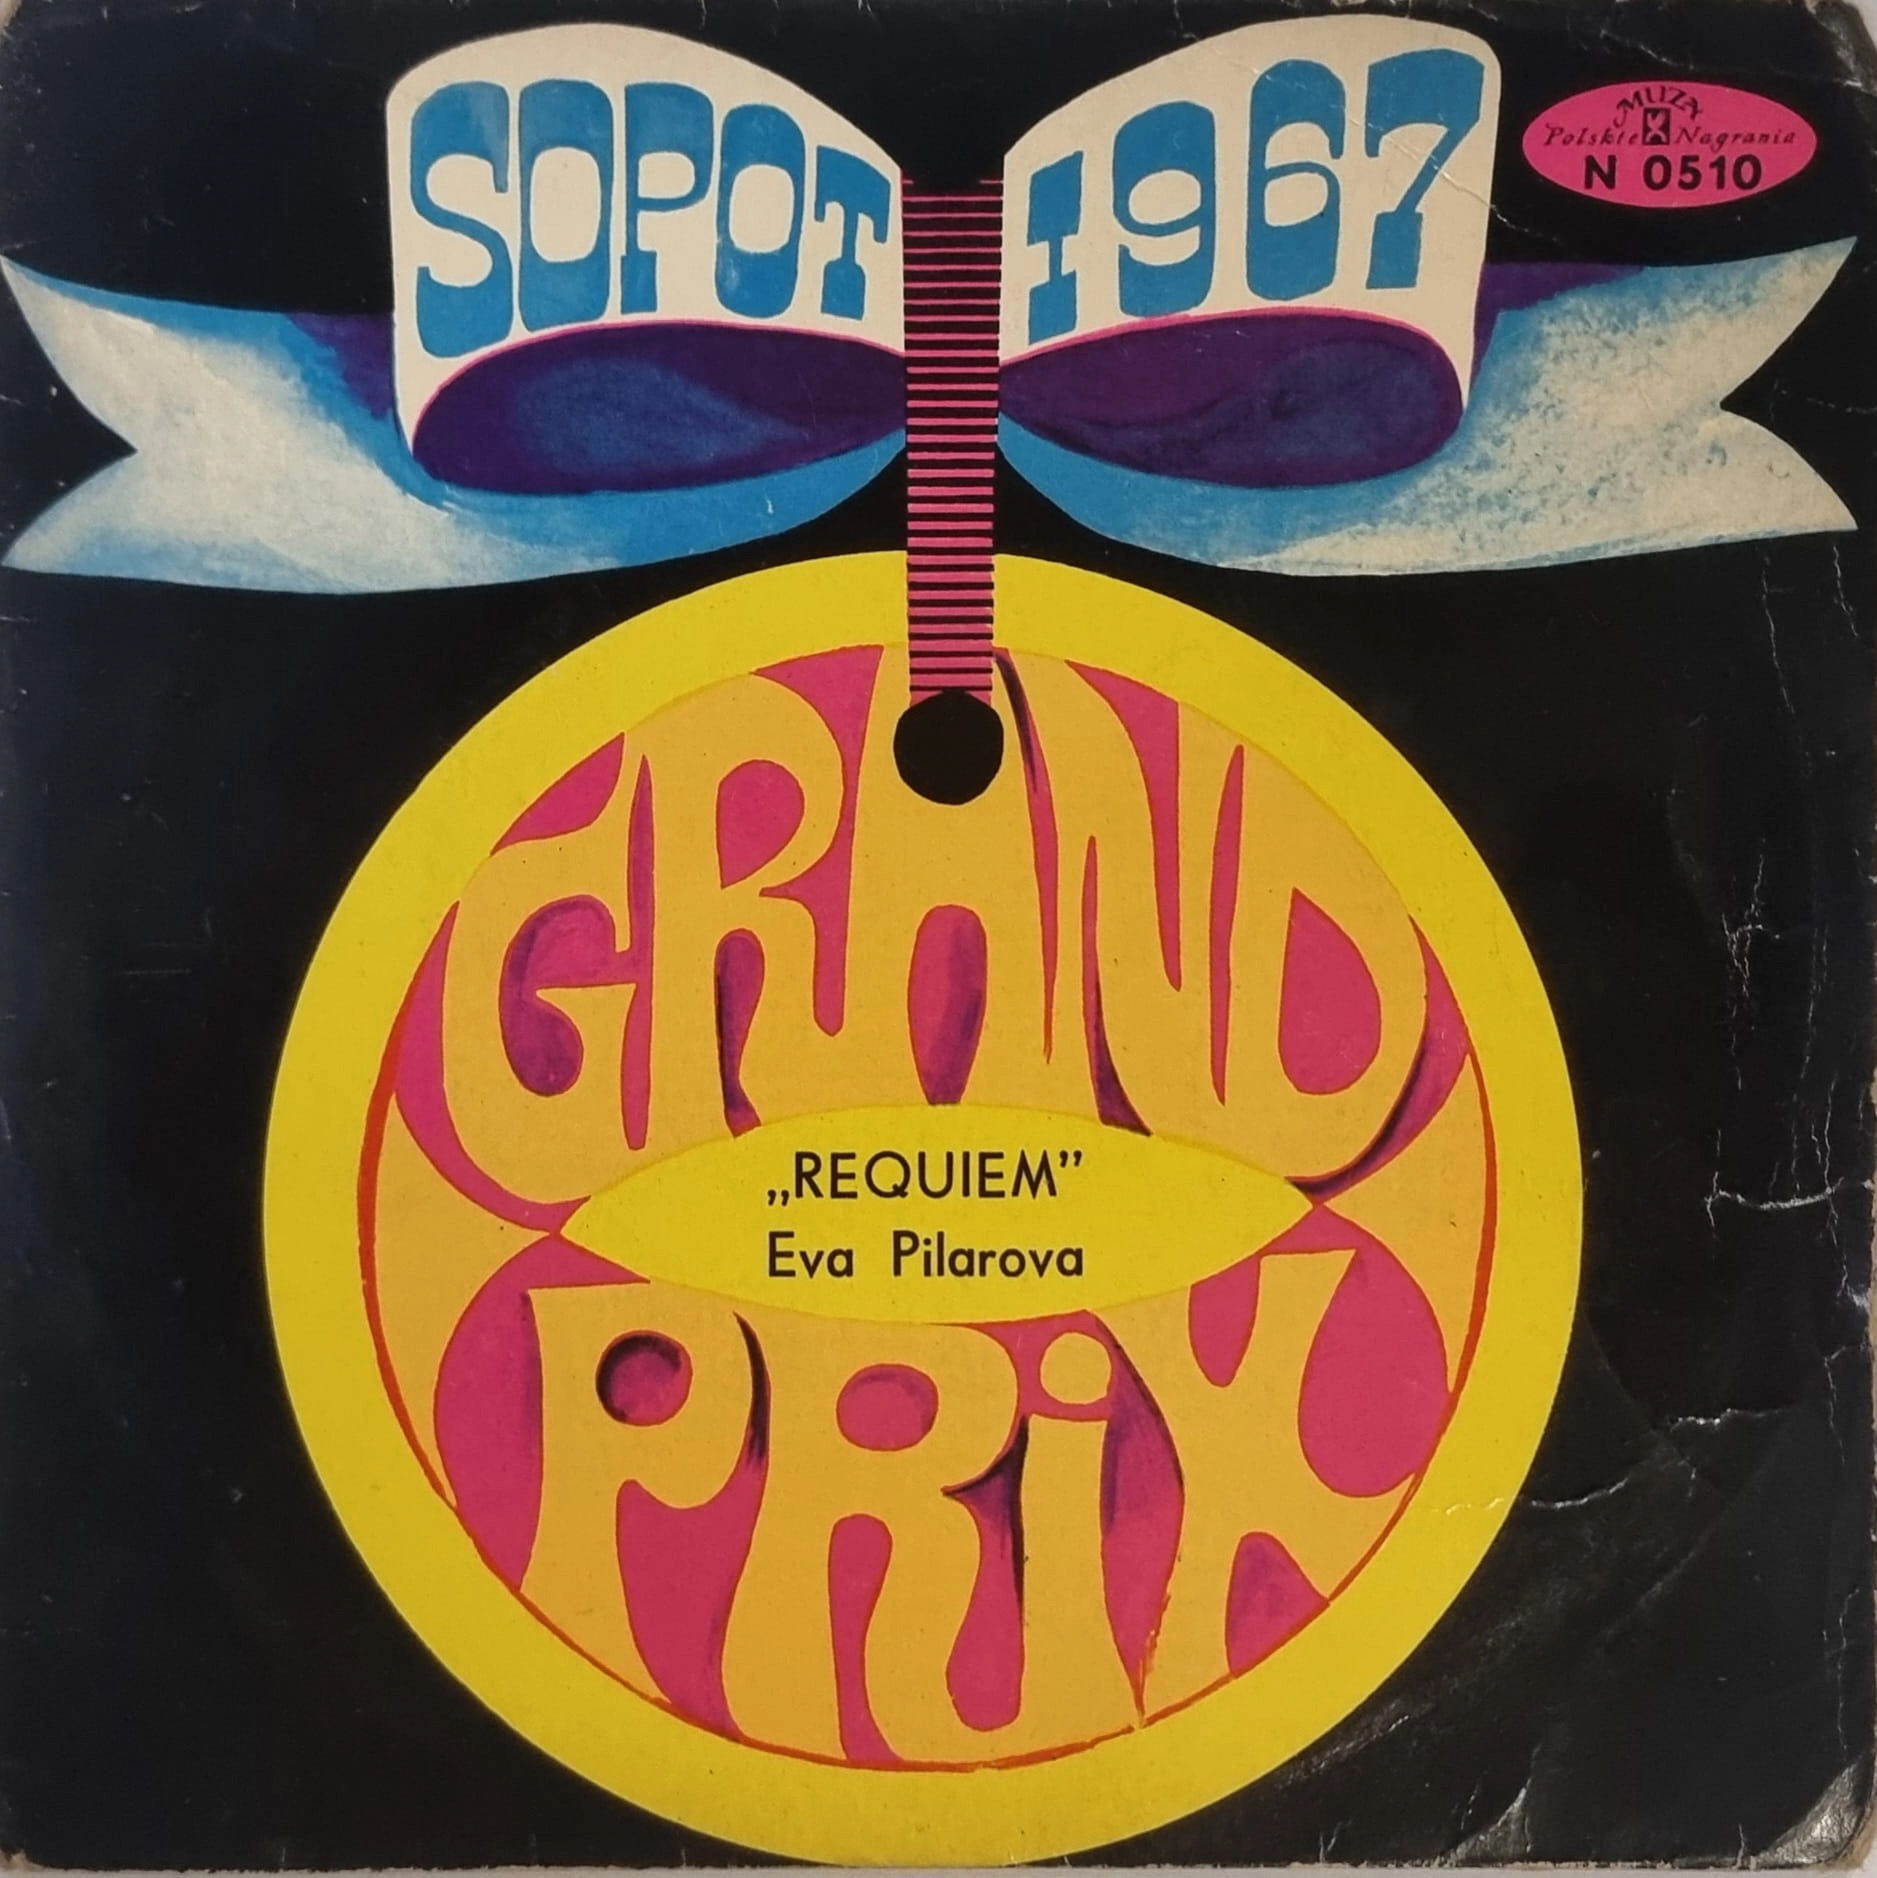 SOPOT 1967
MUZA
Polskie Nagrania
N 0510
GRAND
„REQUIEM”
Eva Pilarova
PRiX